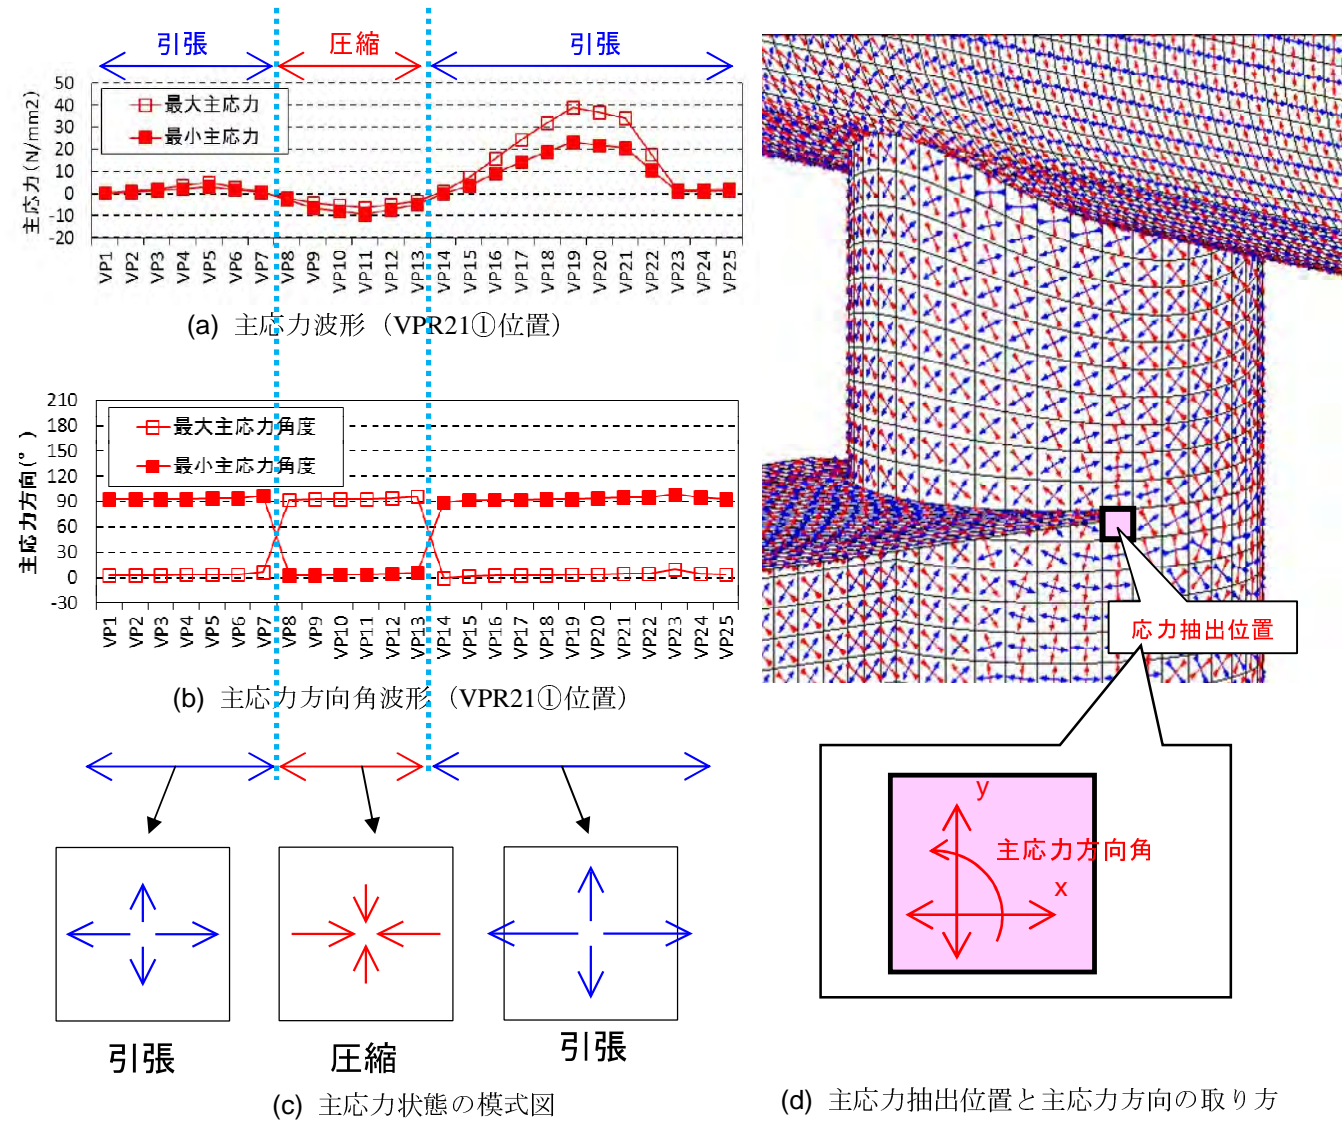 引張 圧縮 引張
主応力(N/mm2)
50
40
30
20
10
0
-10
-20
最大主応力
最小主応力
VP1 VP2 VP3 VP4 VP5 VP6 VP7 VP8 VP9 VP10 VP11 VP12 VP13 VP14 VP15 VP16 VP17 VP18 VP19 VP20 VP21 VP22 VP23 VP24 VP25
(a) 主応力波形（VPR21①位置）
主応力方向(°)
210
180
150
120
90
60
30
0
-30
最大主応力角度
最小主応力角度
VP1 VP2 VP3 VP4 VP5 VP6 VP7 VP8 VP9 VP10 VP11 VP12 VP13 VP14 VP15 VP16 VP17 VP18 VP19 VP20 VP21 VP22 VP23 VP24 VP25
(b) 主応力方向角波形（VPR21①位置）
引張 圧縮 引張
(c) 主応力状態の模式図
応力抽出位置
y
主応力方向角
x
(d) 主応力抽出位置と主応力方向の取り方